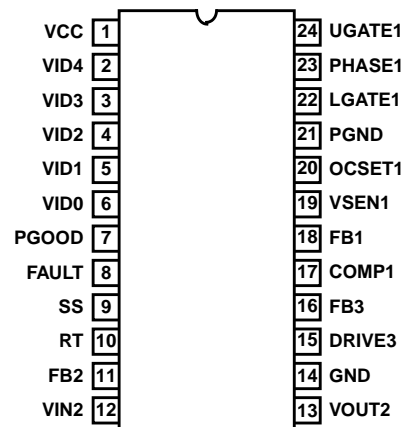 VCC 1 24 UGATE1
VID4 2 23 PHASE1
VID3 3 22 LGATE1
VID2 4 21 PGND
VID1 5 20 OCSET1
VID0 6 19 VSEN1
PGOOD 7 18 FB1
FAULT 8 17 COMP1
SS 9 16 FB3
RT 10 15 DRIVE3
FB2 11 14 GND
VIN2 12 13 VOUT2